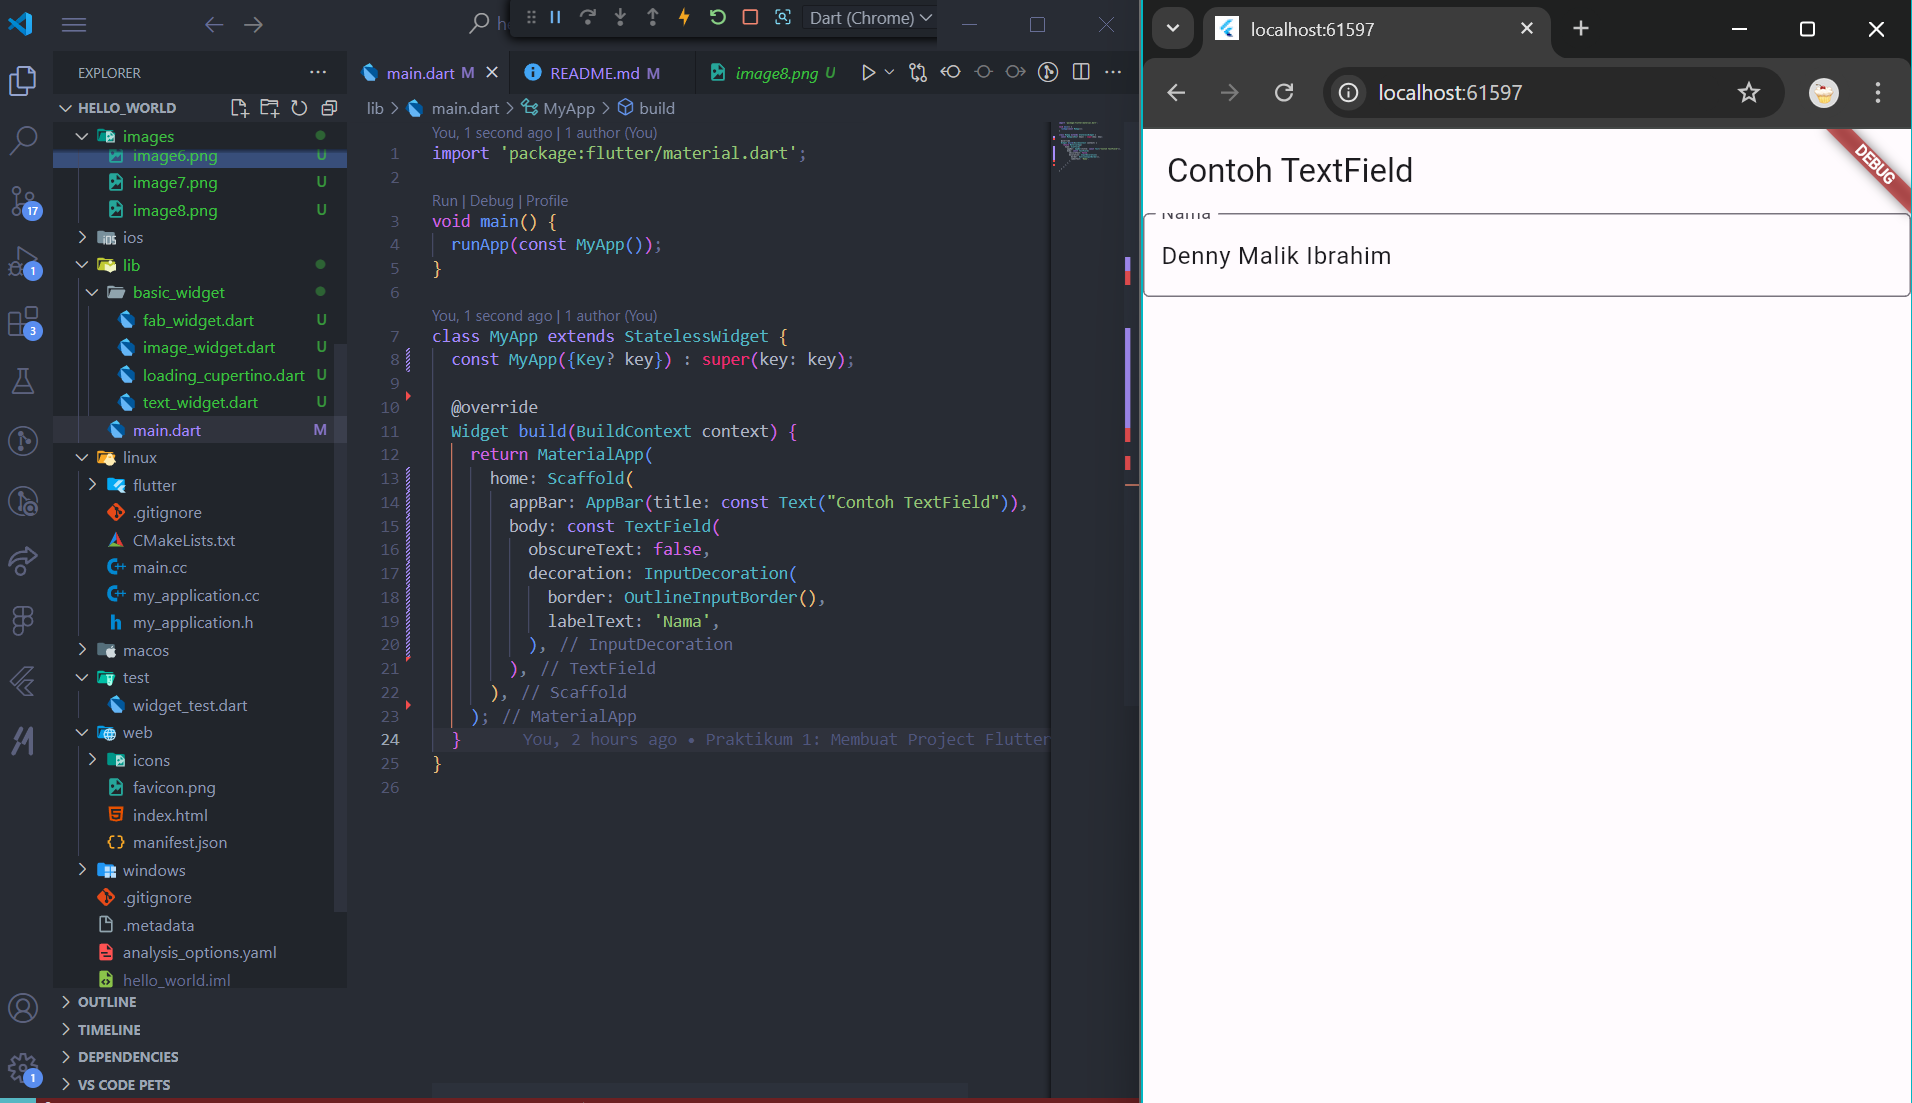 Dart (Chrome)
EXPLORER
HELLO_WORLD
images
image6.png U
image7.png U
image8.png U
ios
lib
basic_widget
fab_widget.dart U
image_widget.dart U
loading_cupertino.dart U
text_widget.dart U
main.dart M
linux
flutter
.gitignore
CMakeLists.txt
main.cc
my_application.cc
my_application.h
macos
test
widget_test.dart
web
icons
favicon.png
index.html
manifest.json
windows
.gitignore
.metadata
analysis_options.yaml
hello_world.iml
OUTLINE
TIMELINE
DEPENDENCIES
VS CODE PETS
17
1
3
1
main.dart M
README.md M
image8.png U
lib > main.dart > MyApp > build
You, 1 second ago | 1 author (You)
1 import 'package:flutter/material.dart';
2
Run | Debug | Profile
3 void main() {
4 runApp(const MyApp());
5 }
6
You, 1 second ago | 1 author (You)
7 class MyApp extends StatelessWidget {
8 const MyApp({Key? key}) : super(key: key);
9
10 @override
11 Widget build(BuildContext context) {
12 return MaterialApp(
13 home: Scaffold(
14 appBar: AppBar(title: const Text("Contoh TextField")),
15 body: const TextField(
16 obscureText: false,
17 decoration: InputDecoration(
18 border: OutlineInputBorder(),
19 labelText: 'Nama',
20 ), // InputDecoration
21 ), // TextField
22 ), // Scaffold
23 ); // MaterialApp
24 } You, 2 hours ago • Praktikum 1: Membuat Project Flutter
25 }
26
localhost:61597
localhost:61597
DEBUG
Contoh TextField
Nama
Denny Malik Ibrahim